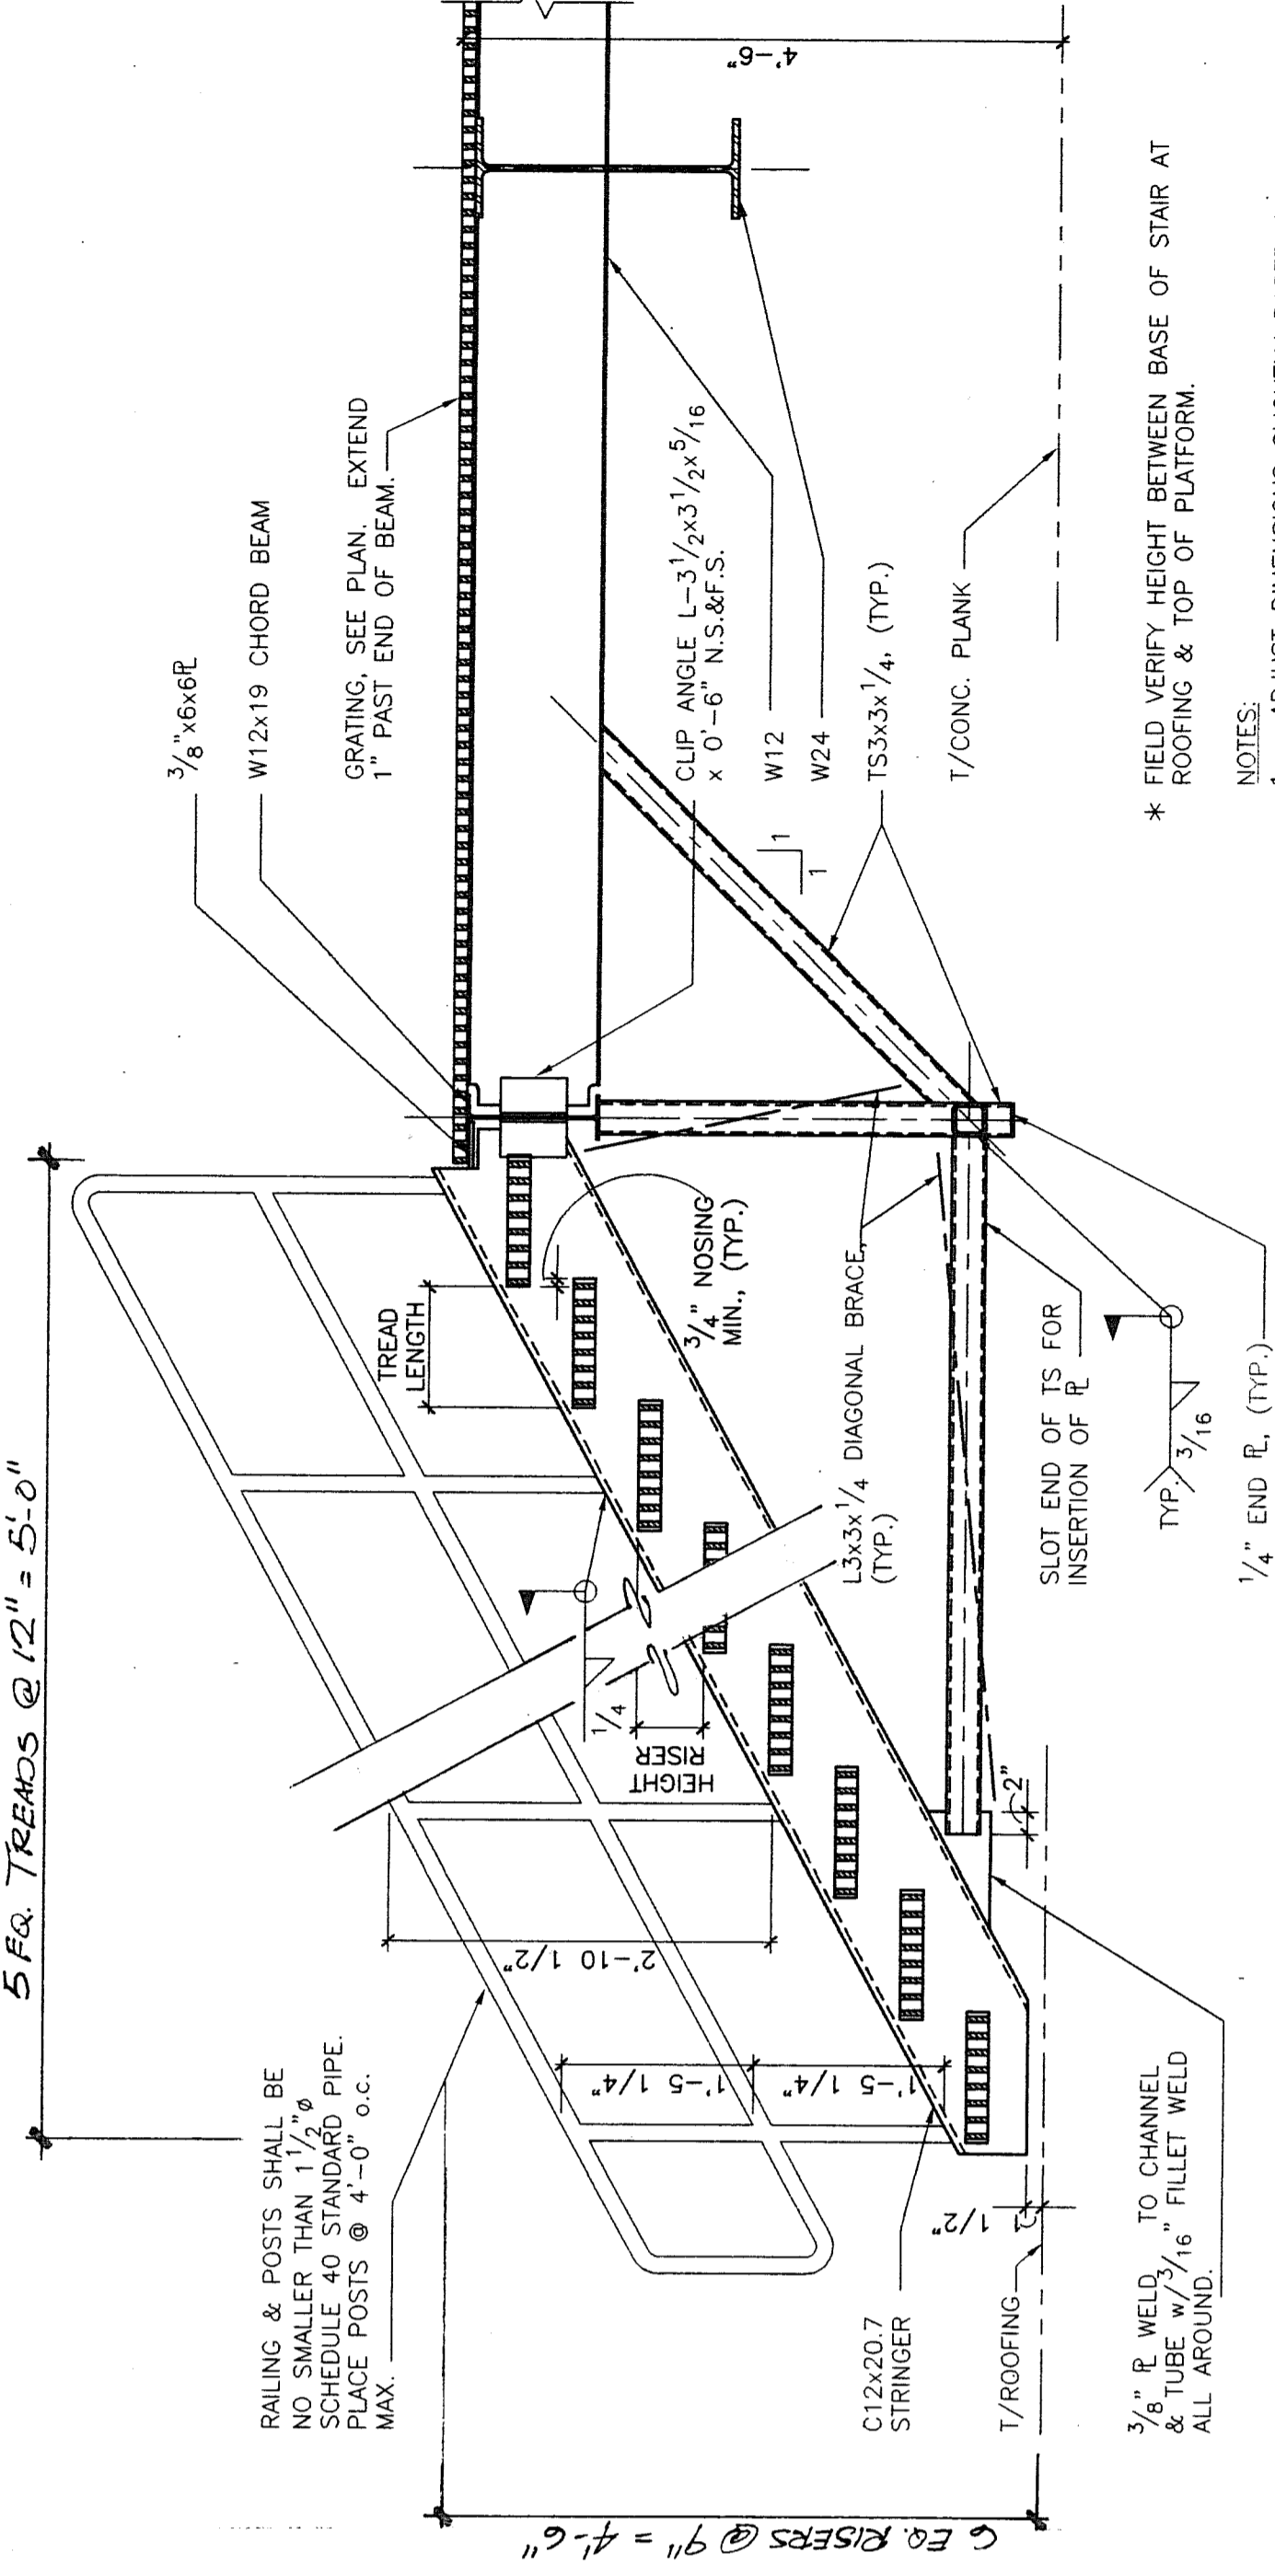 5 EQ. TREADS @ 12" = 5'-0"
6 EQ. RISERS @ 9" = 4'-6"
RAILING & POSTS SHALL BE
NO SMALLER THAN 1 1/2"ø
SCHEDULE 40 STANDARD PIPE.
PLACE POSTS @ 4'-0" o.c.
MAX.
3/8"x6x6℄
W12x19 CHORD BEAM
GRATING, SEE PLAN. EXTEND
1" PAST END OF BEAM.
4'-6"
TREAD
LENGTH
3/4" NOSING
MIN., (TYP.)
1/4
RISER
HEIGHT
2'-10 1/2"
1'-5 1/4"
1'-5 1/4"
CLIP ANGLE L-3 1/2x3 1/2x5/16
x 0'-6" N.S.&F.S.
W12
W24
1
1
TS3x3x1/4, (TYP.)
T/CONC. PLANK
L3x3x1/4 DIAGONAL BRACE,
(TYP.)
SLOT END OF TS FOR
INSERTION OF ℄
TYP. 3/16
1/4" END ℄, (TYP.)
2"
1/2"
C12x20.7
STRINGER
T/ROOFING
3/8" ℄ WELD TO CHANNEL
& TUBE w/3/16" FILLET WELD
ALL AROUND.
* FIELD VERIFY HEIGHT BETWEEN BASE OF STAIR AT
ROOFING & TOP OF PLATFORM.
NOTES: